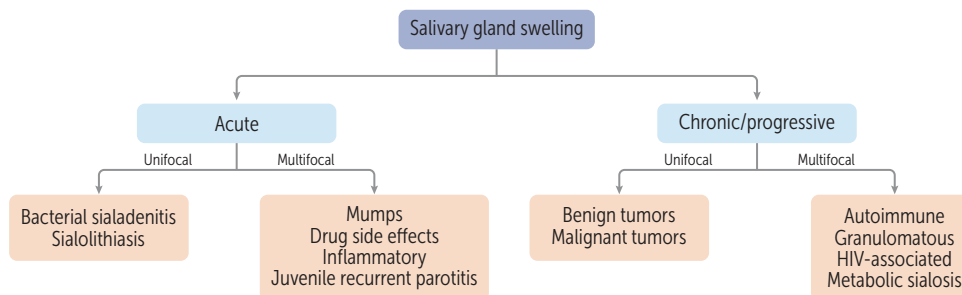 Salivary gland swelling
Acute
Chronic/progressive
Unifocal
Multifocal
Unifocal
Multifocal
Bacterial sialadenitis
Sialolithiasis
Mumps
Drug side effects
Inflammatory
Juvenile recurrent parotitis
Benign tumors
Malignant tumors
Autoimmune
Granulomatous
HIV-associated
Metabolic sialosis